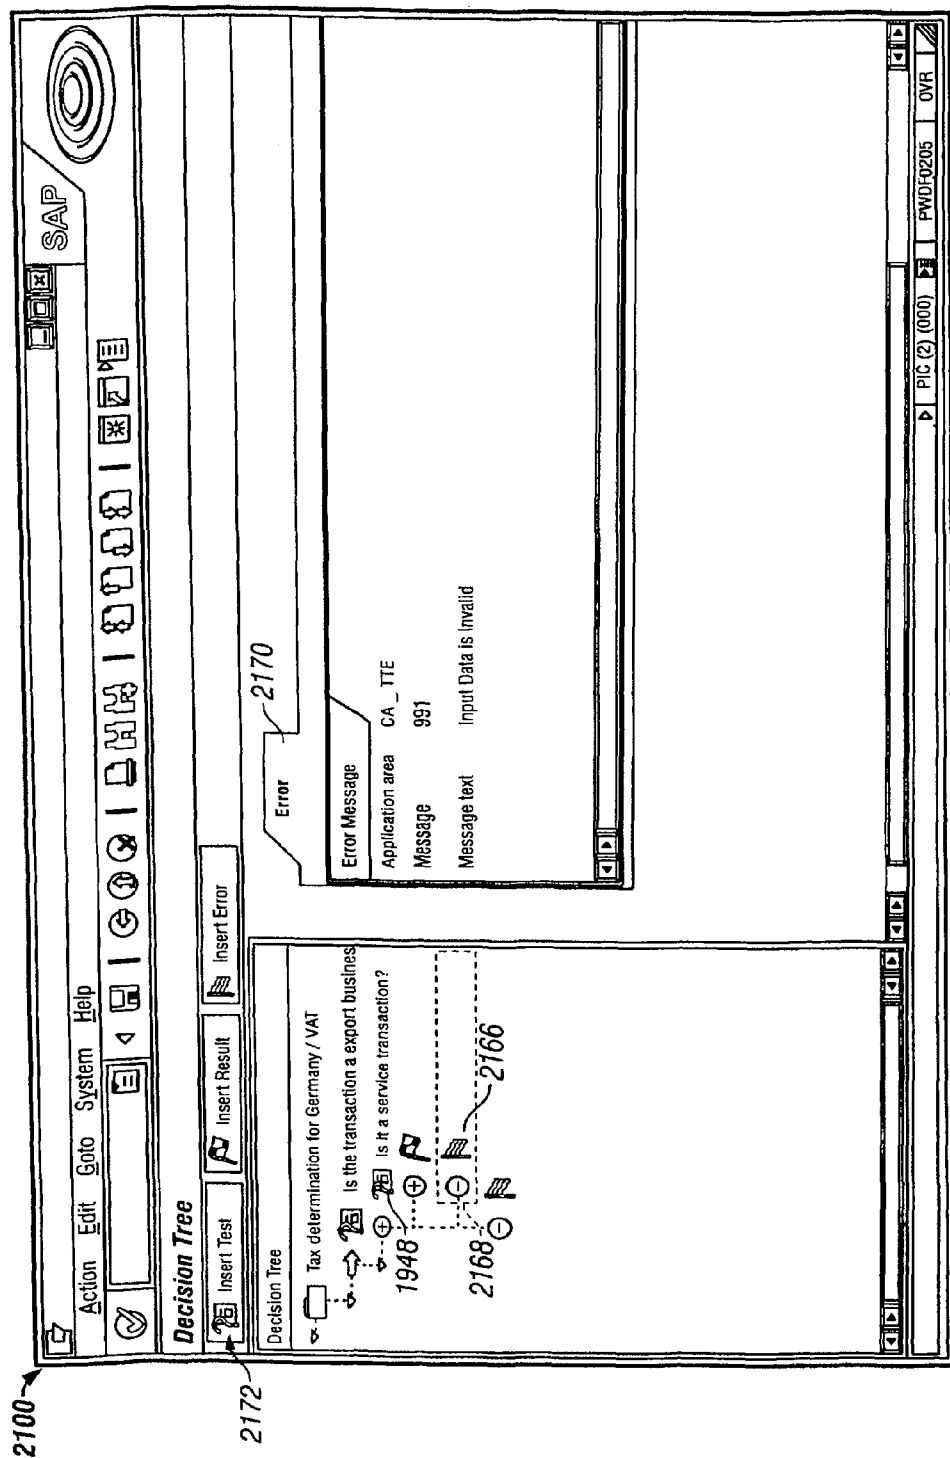 2100
SAP
Action Edit Goto System Help
Decision Tree
Insert Test Insert Result Insert Error
2172
Decision Tree
Tax determination for Germany / VAT
Is the transaction a export busines
Is it a service transaction?
1948
2168
2166
Error
2170
Error Message
Application area CA_TTE
Message 991
Message text Input Data is Invalid
PIC (2) (000) PWDF0205 OVR